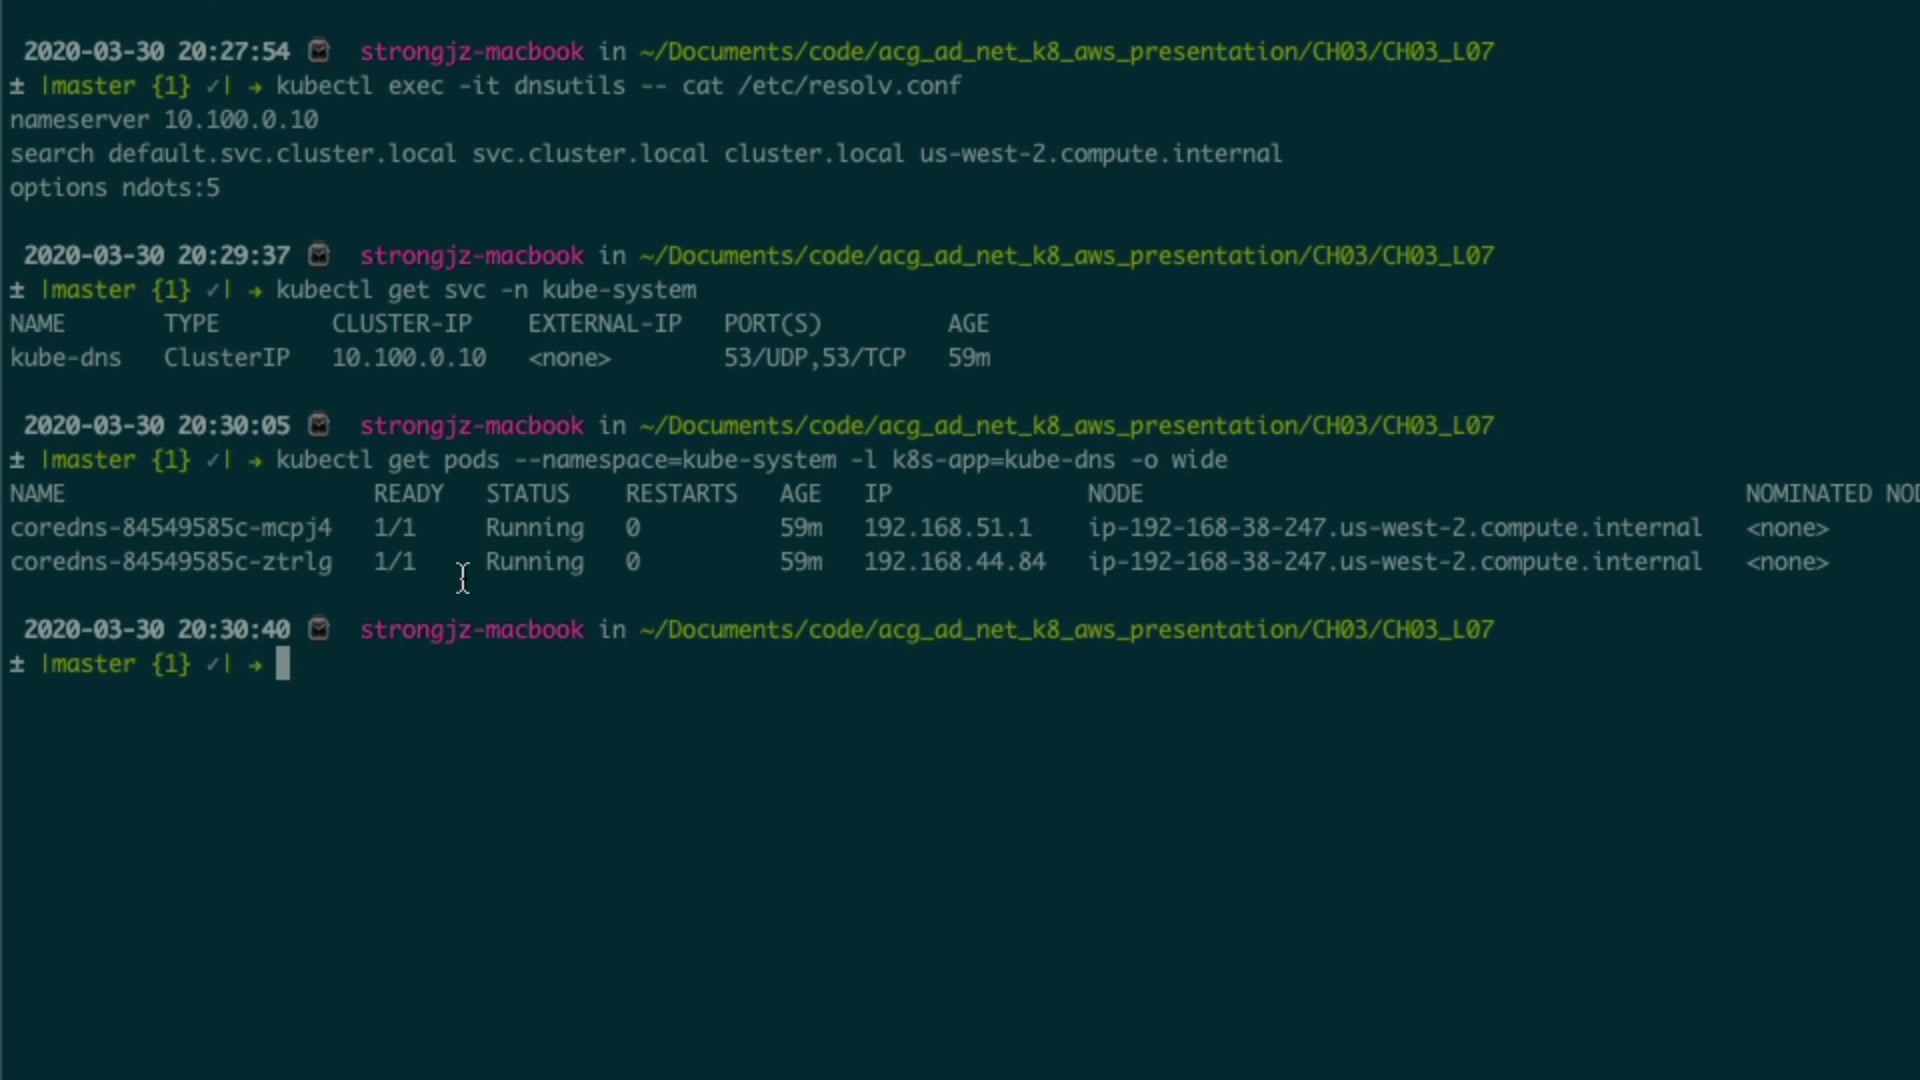 2020-03-30 20:27:54 strongjz-macbook in ~/Documents/code/acg_ad_net_k8_aws_presentation/CH03/CH03_L07
± |master {1} ✓| → kubectl exec -it dnsutils -- cat /etc/resolv.conf
nameserver 10.100.0.10
search default.svc.cluster.local svc.cluster.local cluster.local us-west-2.compute.internal
options ndots:5
2020-03-30 20:29:37 strongjz-macbook in ~/Documents/code/acg_ad_net_k8_aws_presentation/CH03/CH03_L07
± |master {1} ✓| → kubectl get svc -n kube-system
NAME TYPE CLUSTER-IP EXTERNAL-IP PORT(S) AGE
kube-dns ClusterIP 10.100.0.10 <none> 53/UDP,53/TCP 59m
2020-03-30 20:30:05 strongjz-macbook in ~/Documents/code/acg_ad_net_k8_aws_presentation/CH03/CH03_L07
± |master {1} ✓| → kubectl get pods --namespace=kube-system -l k8s-app=kube-dns -o wide
NAME READY STATUS RESTARTS AGE IP NODE NOMINATED NOD
coredns-84549585c-mcpj4 1/1 Running 0 59m 192.168.51.1 ip-192-168-38-247.us-west-2.compute.internal <none>
coredns-84549585c-ztrlg 1/1 Running 0 59m 192.168.44.84 ip-192-168-38-247.us-west-2.compute.internal <none>
2020-03-30 20:30:40 strongjz-macbook in ~/Documents/code/acg_ad_net_k8_aws_presentation/CH03/CH03_L07
± |master {1} ✓| →